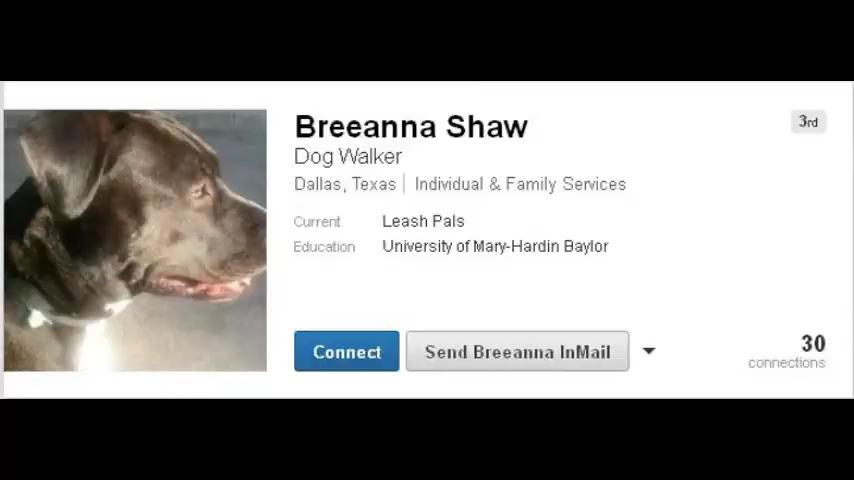 Breeanna Shaw
3rd
Dog Walker
Dallas, Texas | Individual & Family Services
Current Leash Pals
Education University of Mary-Hardin Baylor
Connect Send Breeanna InMail
30
connections